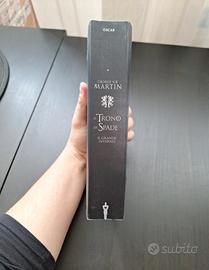 OSCAR
GEORGE R.R.
MARTIN
IL TRONO
DI SPADE
IL GRANDE
INVERNO
subito